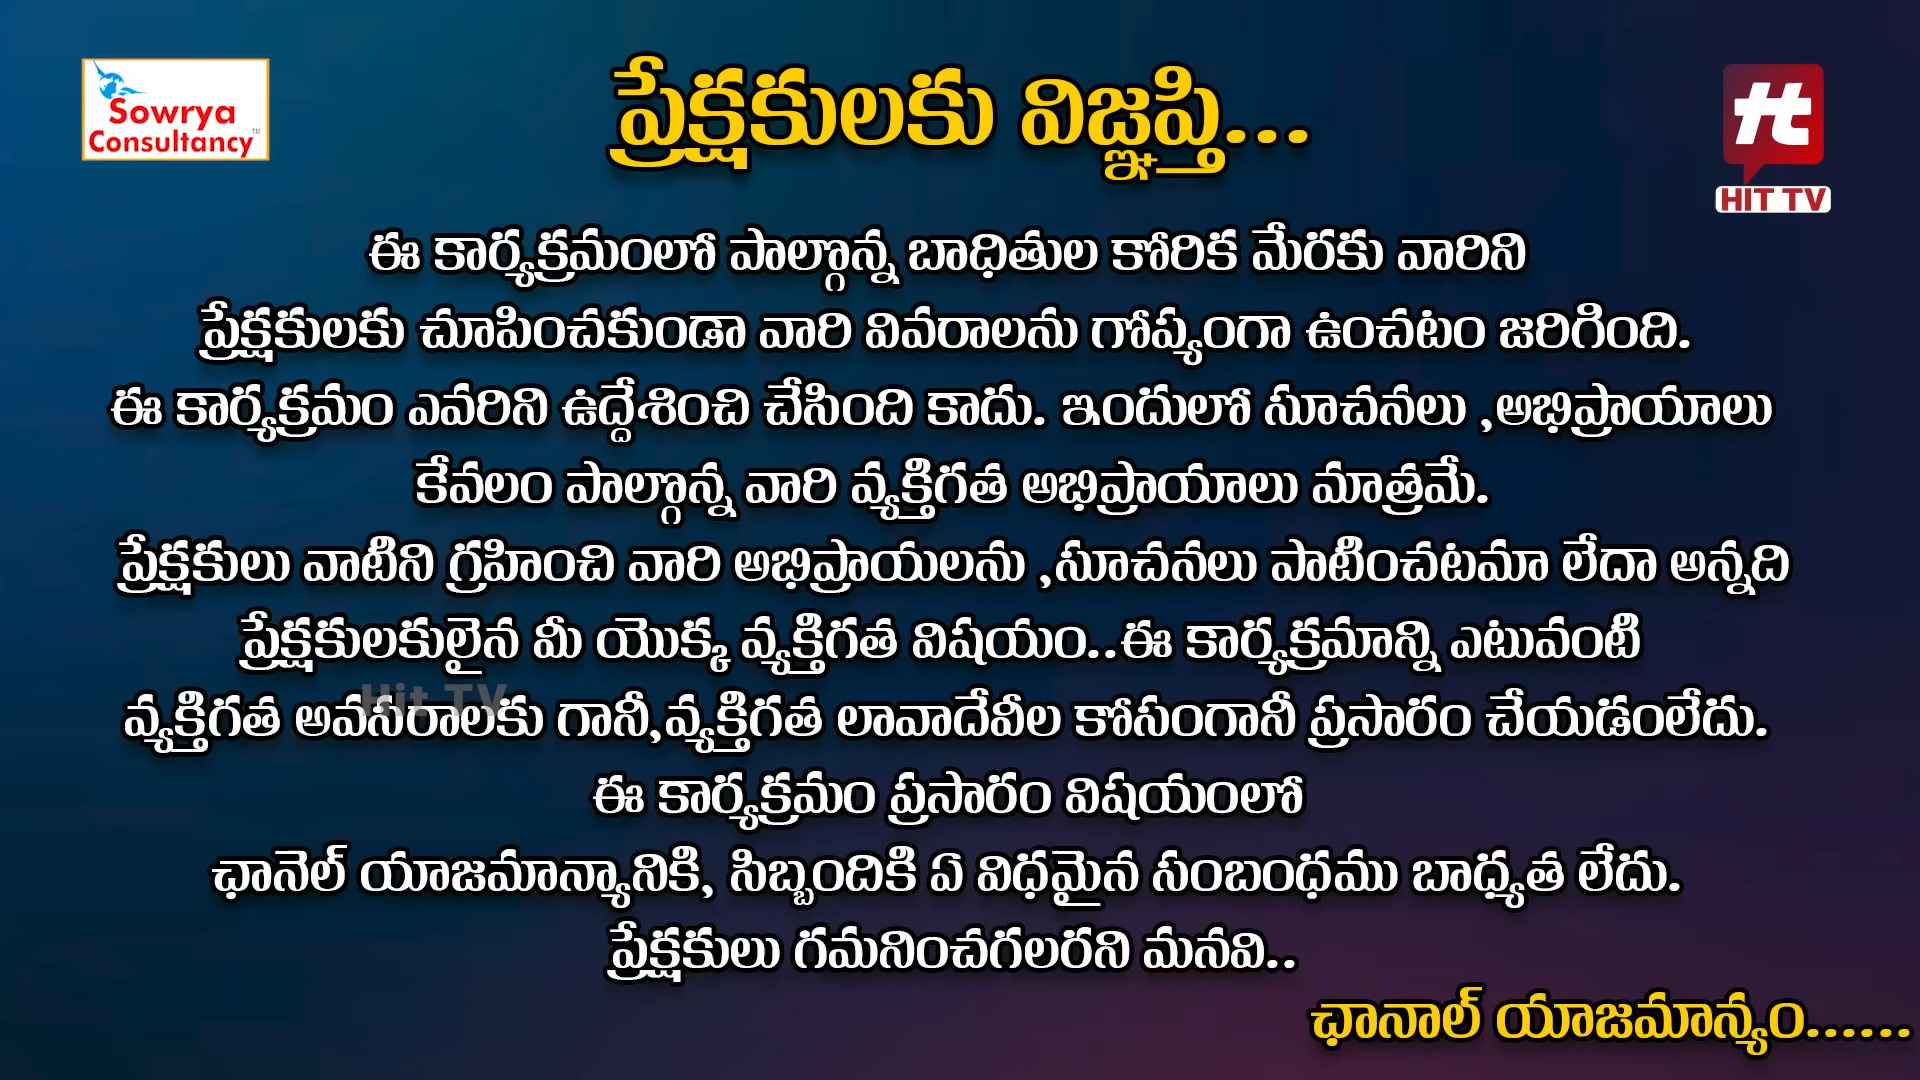 Sowrya
Consultancy™
ప్రేక్షకులకు విజ్ఞప్తి...
HIT TV
ఈ కార్యక్రమంలో పాల్గొన్న బాధితుల కోరిక మేరకు వారిని
ప్రేక్షకులకు చూపించకుండా వారి వివరాలను గోప్యంగా ఉంచటం జరిగింది.
ఈ కార్యక్రమం ఎవరిని ఉద్దేశించి చేసింది కాదు. ఇందులో సూచనలు ,అభిప్రాయాలు
కేవలం పాల్గొన్న వారి వ్యక్తిగత అభిప్రాయాలు మాత్రమే.
ప్రేక్షకులు వాటిని గ్రహించి వారి అభిప్రాయలను ,సూచనలు పాటించటమా లేదా అన్నది
ప్రేక్షకులకులైన మీ యొక్క వ్యక్తిగత విషయం..ఈ కార్యక్రమాన్ని ఎటువంటి
Hit TV
వ్యక్తిగత అవసరాలకు గానీ,వ్యక్తిగత లావాదేవీల కోసంగానీ ప్రసారం చేయడంలేదు.
ఈ కార్యక్రమం ప్రసారం విషయంలో
ఛానెల్ యాజమాన్యానికి, సిబ్బందికి ఏ విధమైన సంబంధము బాధ్యత లేదు.
ప్రేక్షకులు గమనించగలరని మనవి..
ఛానాల్ యాజమాన్యం......